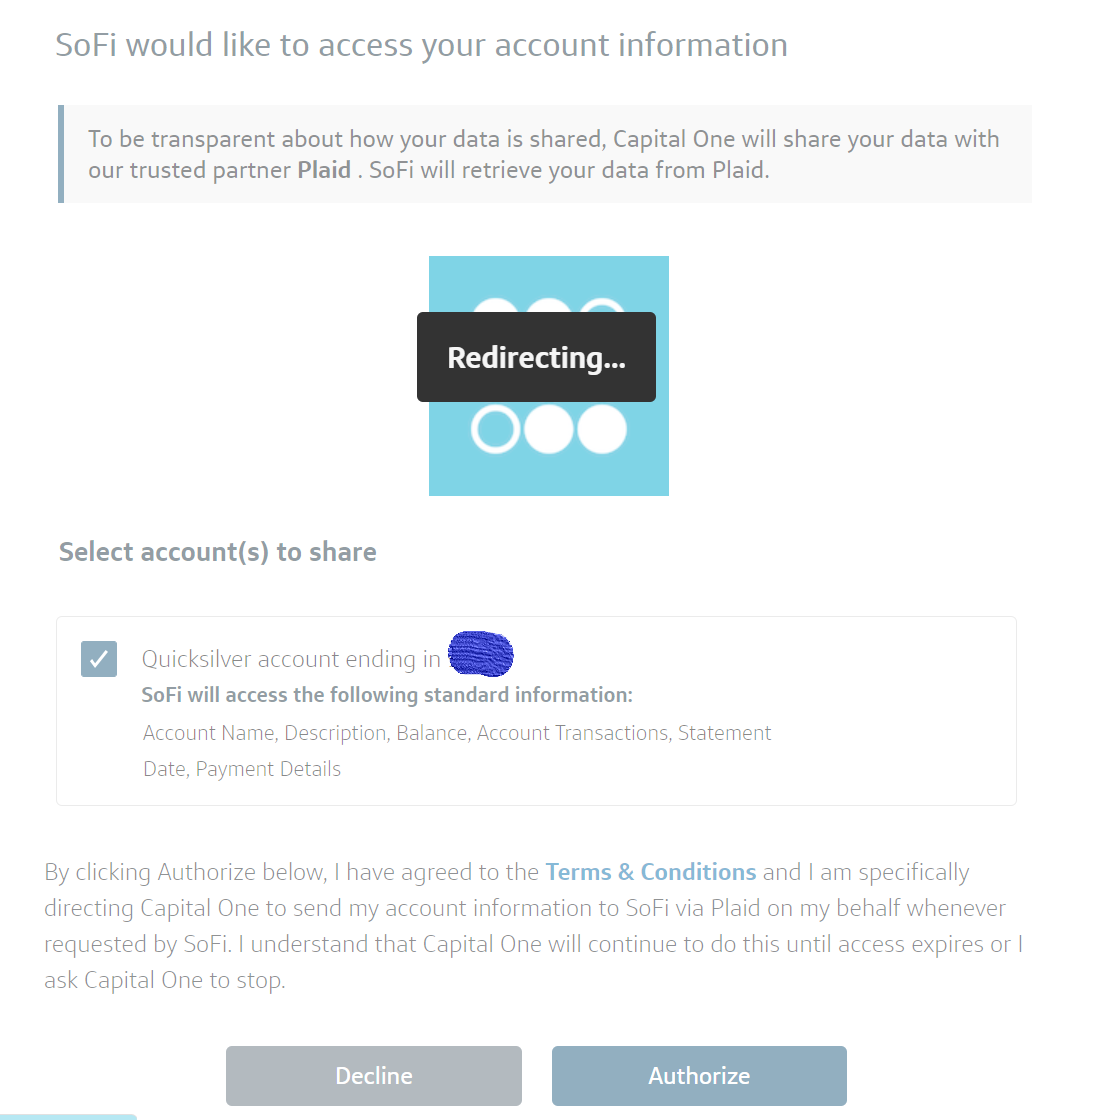 SoFi would like to access your account information
To be transparent about how your data is shared, Capital One will share your data with
our trusted partner Plaid . SoFi will retrieve your data from Plaid.
Redirecting...
Select account(s) to share
Quicksilver account ending in
SoFi will access the following standard information:
Account Name, Description, Balance, Account Transactions, Statement
Date, Payment Details
By clicking Authorize below, I have agreed to the Terms & Conditions and I am specifically
directing Capital One to send my account information to SoFi via Plaid on my behalf whenever
requested by SoFi. I understand that Capital One will continue to do this until access expires or I
ask Capital One to stop.
Decline
Authorize